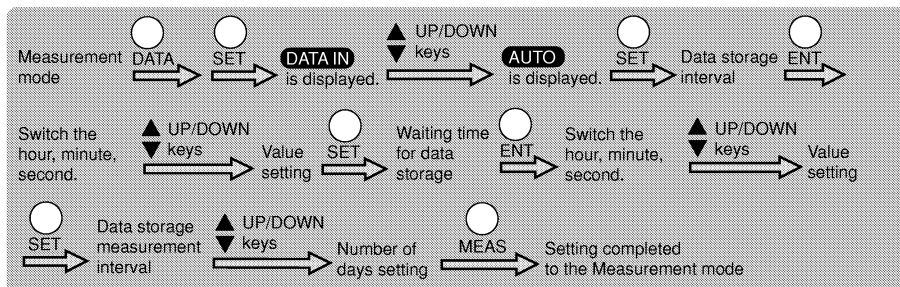 UP/DOWN
keys
UP/DOWN
Measurement
mode
DATA
SET
DATA IN
is displayed.
keys
AUTO
is displayed.
SET
Data storage
interval
ENT
Switch the
hour, minute,
second.
UP/DOWN
keys
Value
setting
SET
Waiting time
for data
storage
ENT
Switch the
hour, minute,
second.
UP/DOWN
keys
Value
setting
SET
Data storage
measurement
interval
UP/DOWN
keys
Number of
days setting
MEAS
Setting completed
to the Measurement mode